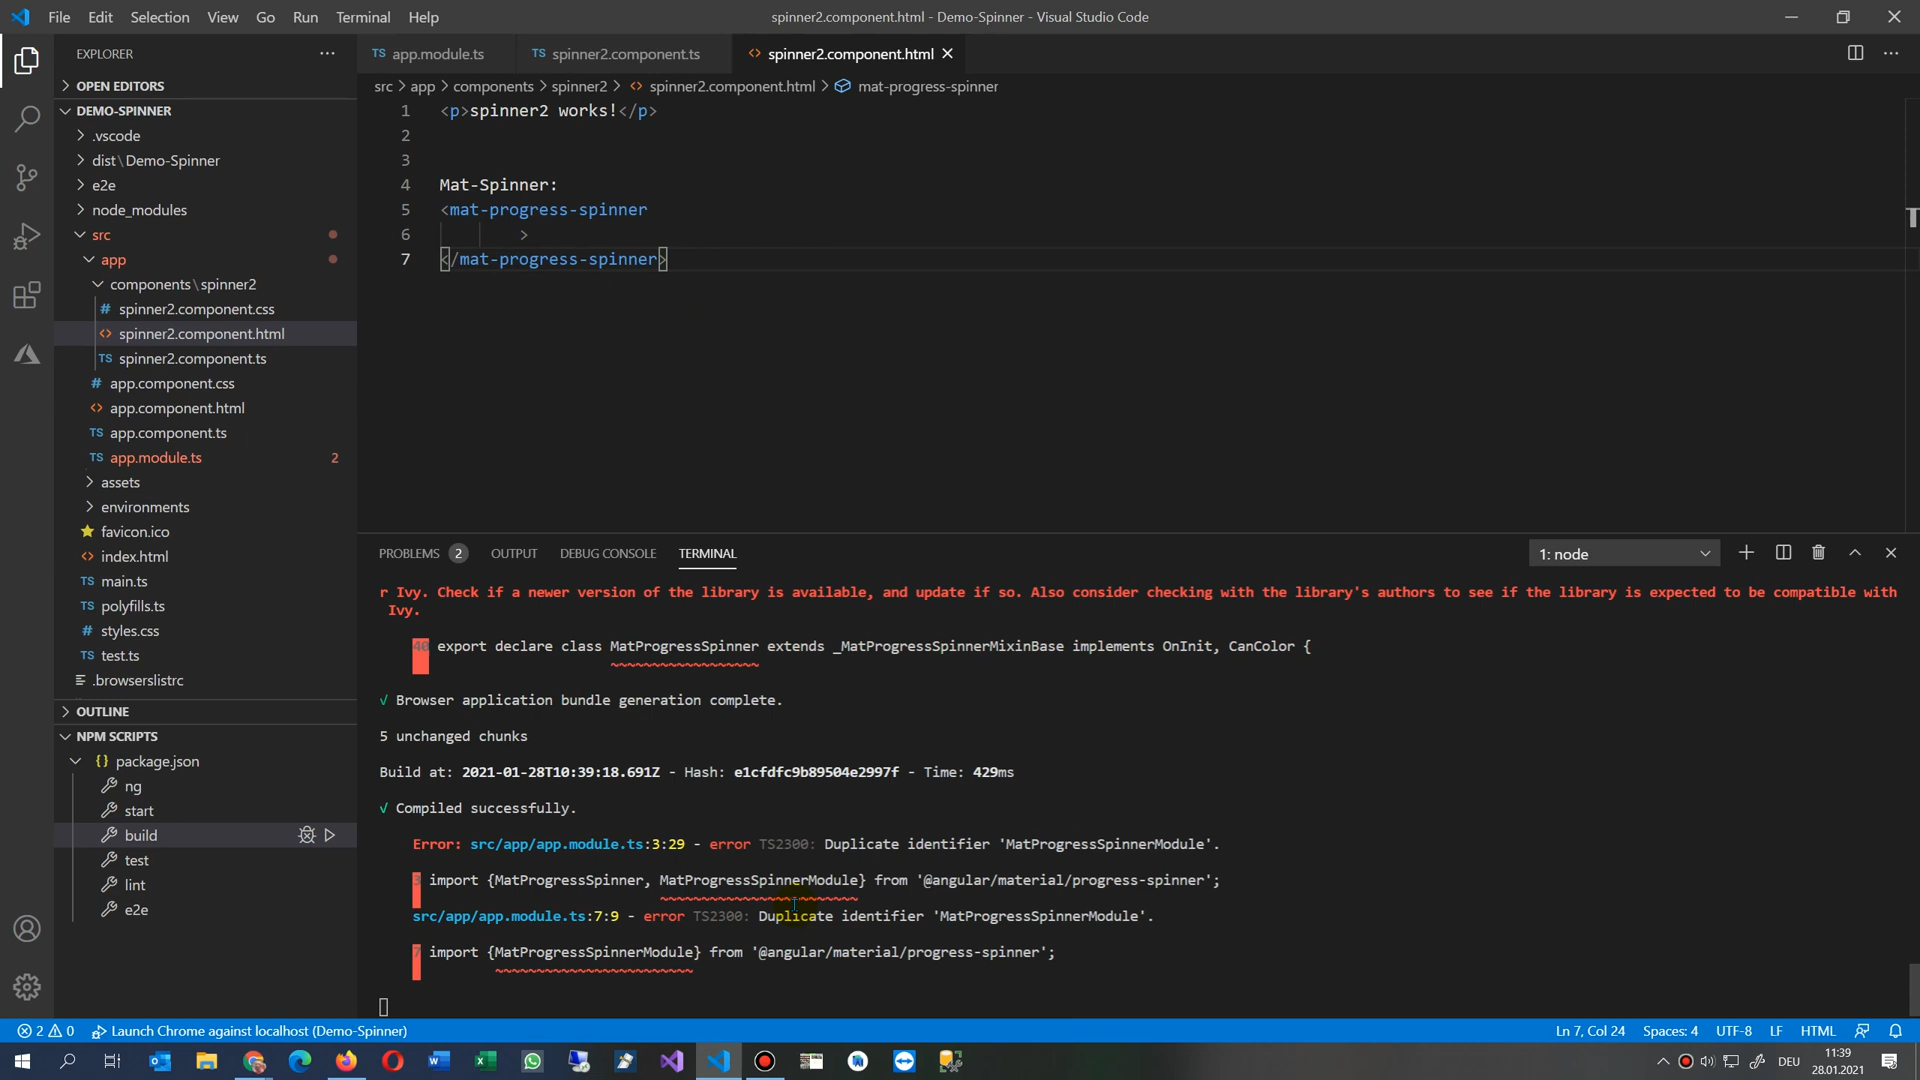 File Edit Selection View Go Run Terminal Help
spinner2.component.html - Demo-Spinner - Visual Studio Code
EXPLORER
OPEN EDITORS
DEMO-SPINNER
.vscode
dist\Demo-Spinner
e2e
node_modules
src
app
components\spinner2
spinner2.component.css
spinner2.component.html
spinner2.component.ts
app.component.css
app.component.html
app.component.ts
app.module.ts 2
assets
environments
favicon.ico
index.html
main.ts
polyfills.ts
styles.css
test.ts
.browserslistrc
OUTLINE
NPM SCRIPTS
package.json
ng
start
build
test
lint
e2e
app.module.ts
spinner2.component.ts
spinner2.component.html
src > app > components > spinner2 > spinner2.component.html > mat-progress-spinner
1 <p>spinner2 works!</p>
2
3
4 Mat-Spinner:
5 <mat-progress-spinner
6 >
7 </mat-progress-spinner>
PROBLEMS 2 OUTPUT DEBUG CONSOLE TERMINAL
1: node
r Ivy. Check if a newer version of the library is available, and update if so. Also consider checking with the library's authors to see if the library is expected to be compatible with
Ivy.
40 export declare class MatProgressSpinner extends _MatProgressSpinnerMixinBase implements OnInit, CanColor {
√ Browser application bundle generation complete.
5 unchanged chunks
Build at: 2021-01-28T10:39:18.691Z - Hash: e1cfdfc9b89504e2997f - Time: 429ms
√ Compiled successfully.
Error: src/app/app.module.ts:3:29 - error TS2300: Duplicate identifier 'MatProgressSpinnerModule'.
3 import {MatProgressSpinner, MatProgressSpinnerModule} from '@angular/material/progress-spinner';
src/app/app.module.ts:7:9 - error TS2300: Duplicate identifier 'MatProgressSpinnerModule'.
7 import {MatProgressSpinnerModule} from '@angular/material/progress-spinner';
2 0 Launch Chrome against localhost (Demo-Spinner)
Ln 7, Col 24 Spaces: 4 UTF-8 LF HTML
DEU
11:39
28.01.2021